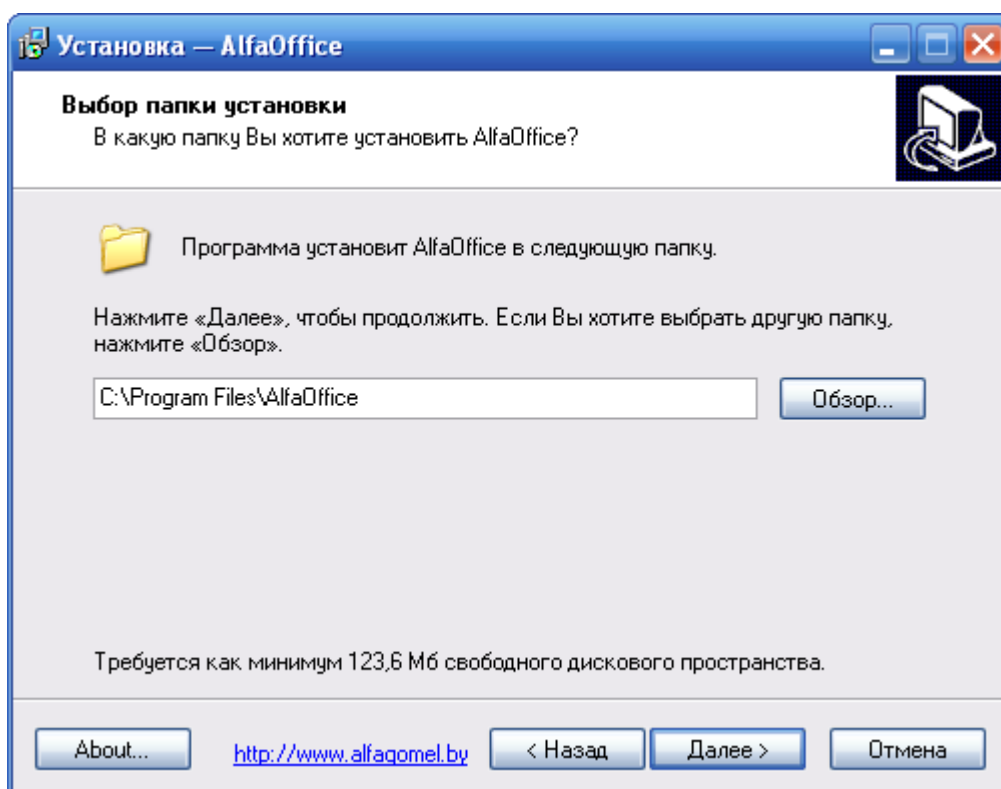 Установка — AlfaOffice
Выбор папки установки
В какую папку Вы хотите установить AlfaOffice?
Программа установит AlfaOffice в следующую папку.
Нажмите «Далее», чтобы продолжить. Если Вы хотите выбрать другую папку,
нажмите «Обзор».
C:\Program Files\AlfaOffice
Обзор...
Требуется как минимум 123,6 Мб свободного дискового пространства.
About...
http://www.alfagomel.by
< Назад
Далее >
Отмена